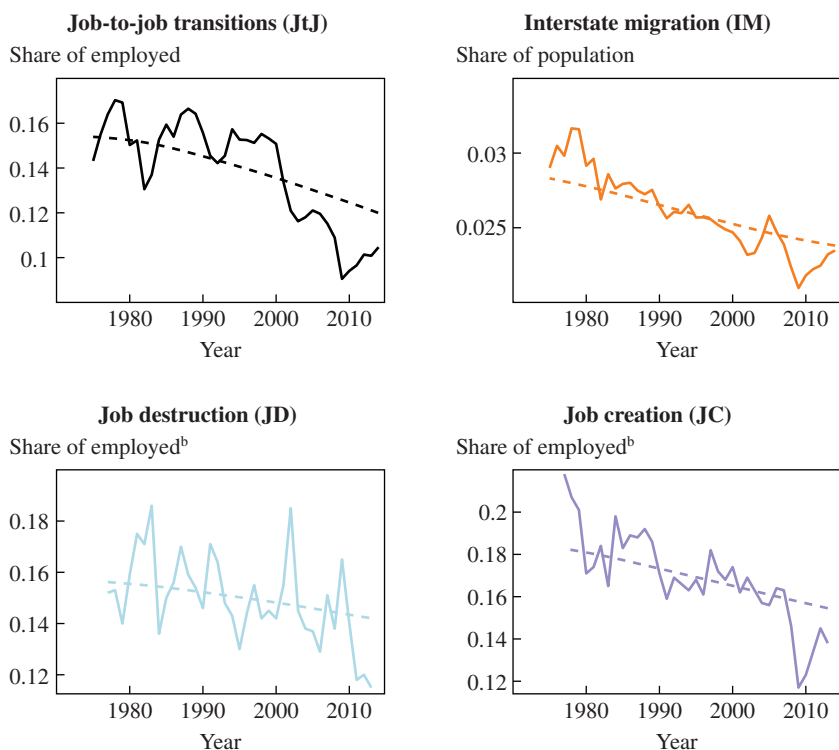 Job-to-job transitions (JtJ)
Share of employed
0.16
0.14
0.12
0.1
1980 1990 2000 2010
Year
Interstate migration (IM)
Share of population
0.03
0.025
1980 1990 2000 2010
Year
Job destruction (JD)
Share of employedᵇ
0.18
0.16
0.14
0.12
1980 1990 2000 2010
Year
Job creation (JC)
Share of employedᵇ
0.2
0.18
0.16
0.14
0.12
1980 1990 2000 2010
Year